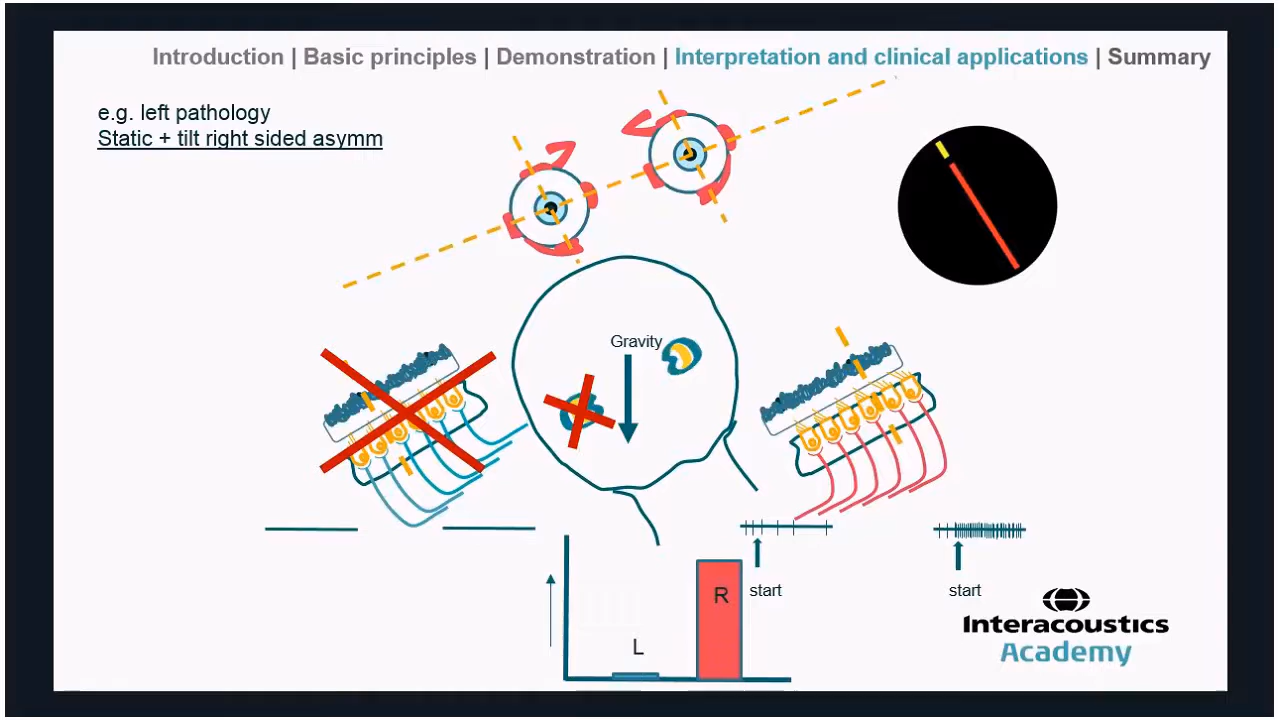 Introduction | Basic principles | Demonstration | Interpretation and clinical applications | Summary
e.g. left pathology
Static + tilt right sided asymm
Gravity
start
start
R
L
Interacoustics
Academy